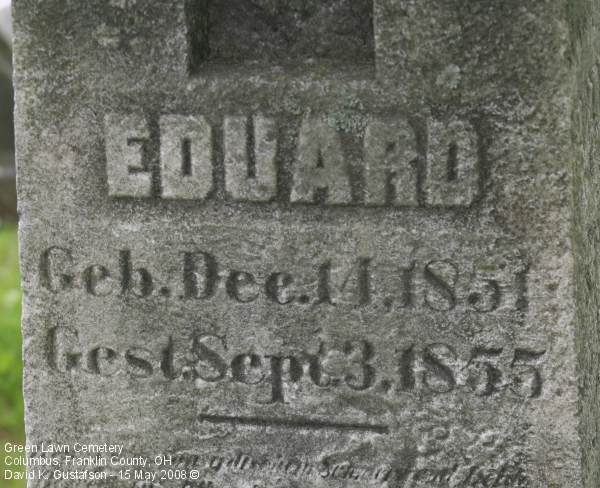 EDUARD
Geb. Dec. 14, 1851
Gest. Sept. 3, 1855
Green Lawn Cemetery
Columbus, Franklin County, OH
David K. Gustafson - 15 May 2008 ©